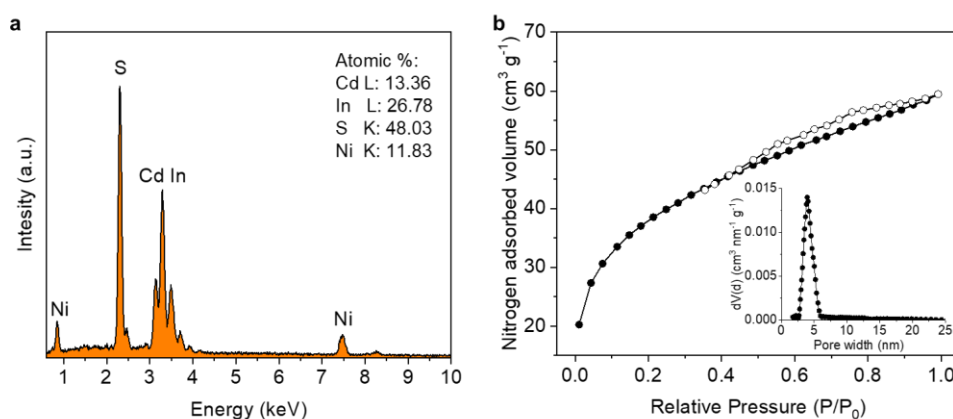 a
Intesity (a.u.)
S
Cd In
Ni
Ni
Atomic %:
Cd L: 13.36
In L: 26.78
S K: 48.03
Ni K: 11.83
1 2 3 4 5 6 7 8 9 10
Energy (keV)
b
Nitrogen adsorbed volume (cm³ g⁻¹)
70
60
50
40
30
20
0.0 0.2 0.4 0.6 0.8 1.0
Relative Pressure (P/P₀)
dV(d) (cm³ nm⁻¹ g⁻¹)
0.015
0.010
0.005
0.000
0 5 10 15 20 25
Pore width (nm)